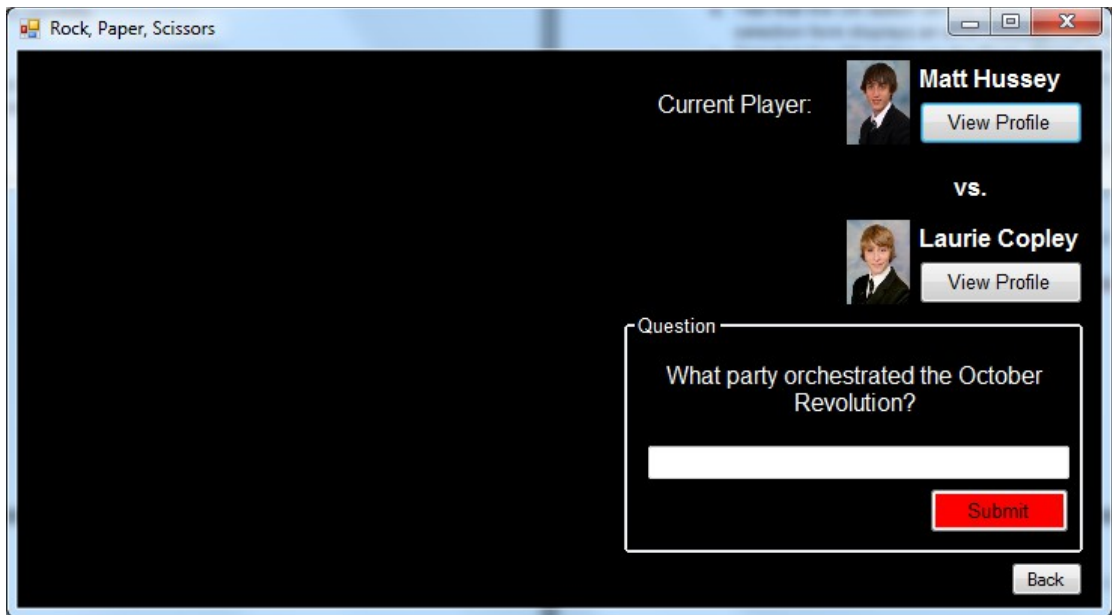 Rock, Paper, Scissors
Current Player:
Matt Hussey
View Profile
vs.
Laurie Copley
View Profile
Question
What party orchestrated the October
Revolution?
Submit
Back